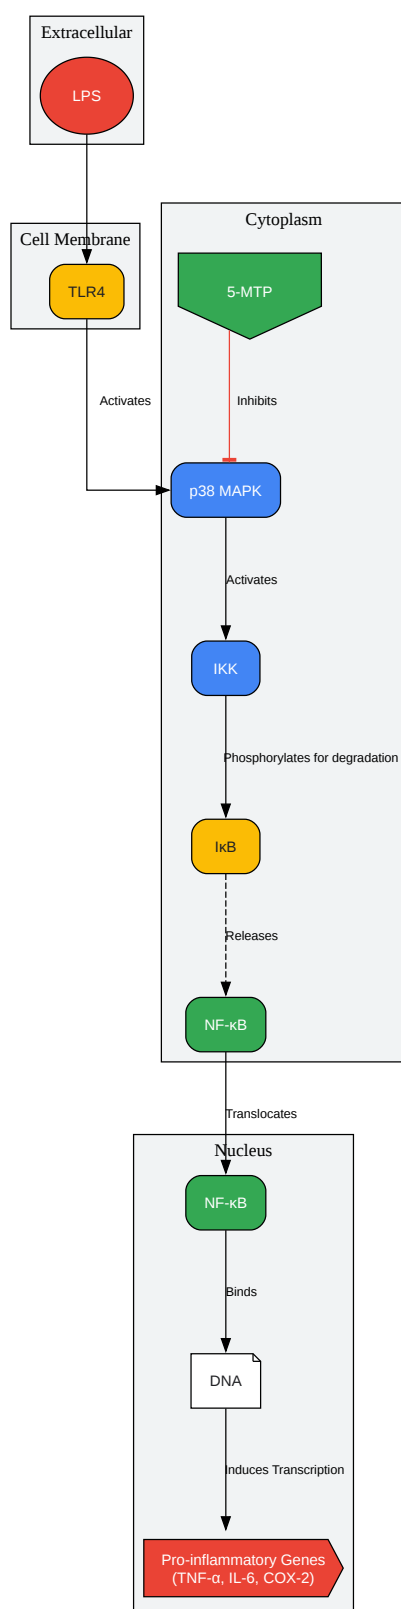 Extracellular
LPS
Cell Membrane
TLR4
Cytoplasm
5-MTP
Activates
Inhibits
p38 MAPK
Activates
IKK
Phosphorylates for degradation
IκB
Releases
NF-κB
Translocates
Nucleus
NF-κB
Binds
DNA
Induces Transcription
Pro-inflammatory Genes
(TNF-α, IL-6, COX-2)